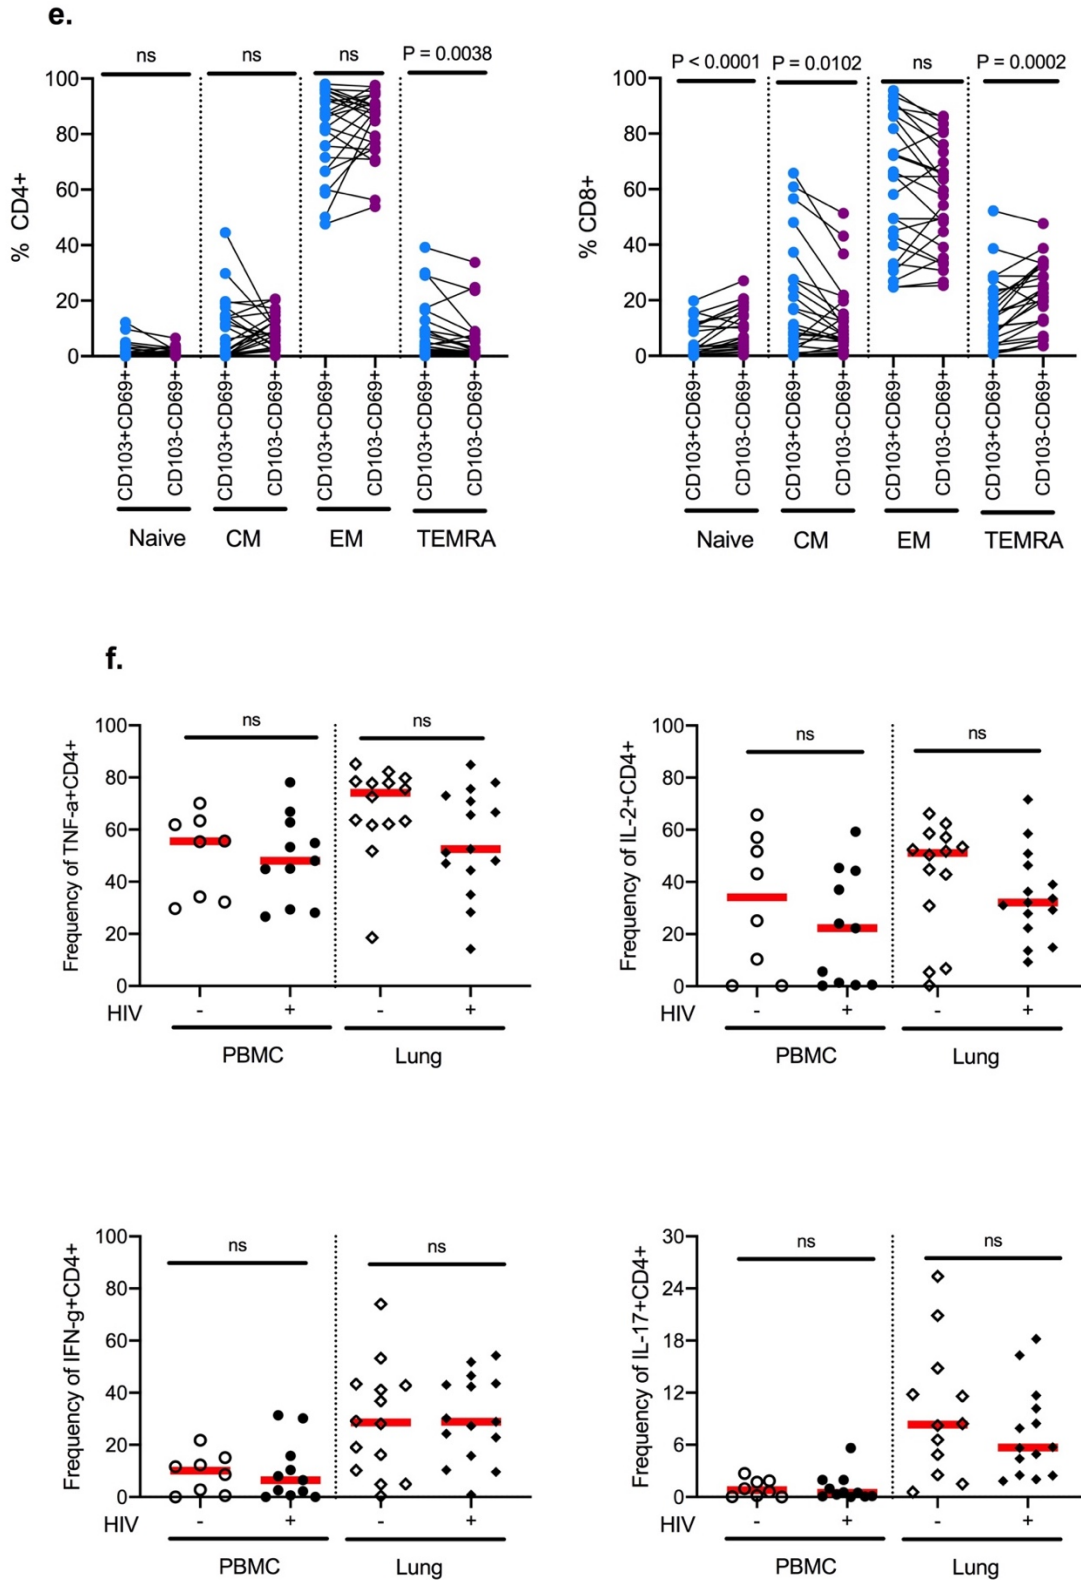 e.
ns ns ns P = 0.0038
% CD4+
100
80
60
40
20
0
CD103+CD69+
CD103-CD69+
CD103+CD69+
CD103-CD69+
CD103+CD69+
CD103-CD69+
CD103+CD69+
CD103-CD69+
Naive CM EM TEMRA
P < 0.0001 P = 0.0102 ns P = 0.0002
% CD8+
100
80
60
40
20
0
CD103+CD69+
CD103-CD69+
CD103+CD69+
CD103-CD69+
CD103+CD69+
CD103-CD69+
CD103+CD69+
CD103-CD69+
Naive CM EM TEMRA
f.
ns ns
Frequency of TNF-a+CD4+
100
80
60
40
20
0
HIV - + - +
PBMC Lung
ns ns
Frequency of IL-2+CD4+
100
80
60
40
20
0
HIV - + - +
PBMC Lung
ns ns
Frequency of IFN-g+CD4+
100
80
60
40
20
0
HIV - + - +
PBMC Lung
ns ns
Frequency of IL-17+CD4+
30
24
18
12
6
0
HIV - + - +
PBMC Lung